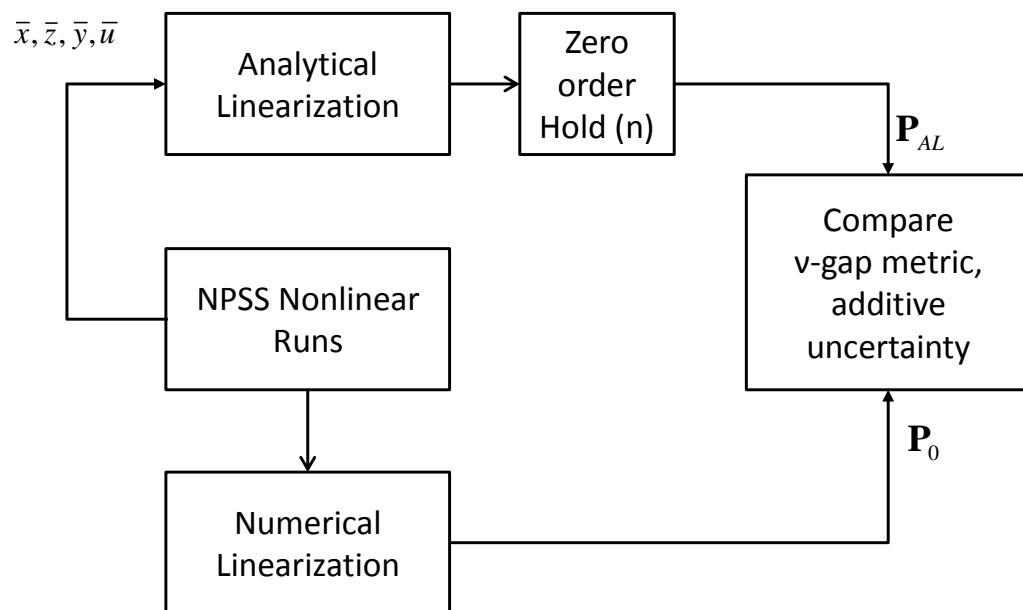 x̄, z̄, ȳ, ū
Analytical
Linearization
Zero
order
Hold (n)
P_AL
Compare
ν-gap metric,
additive
uncertainty
NPSS Nonlinear
Runs
P_0
Numerical
Linearization